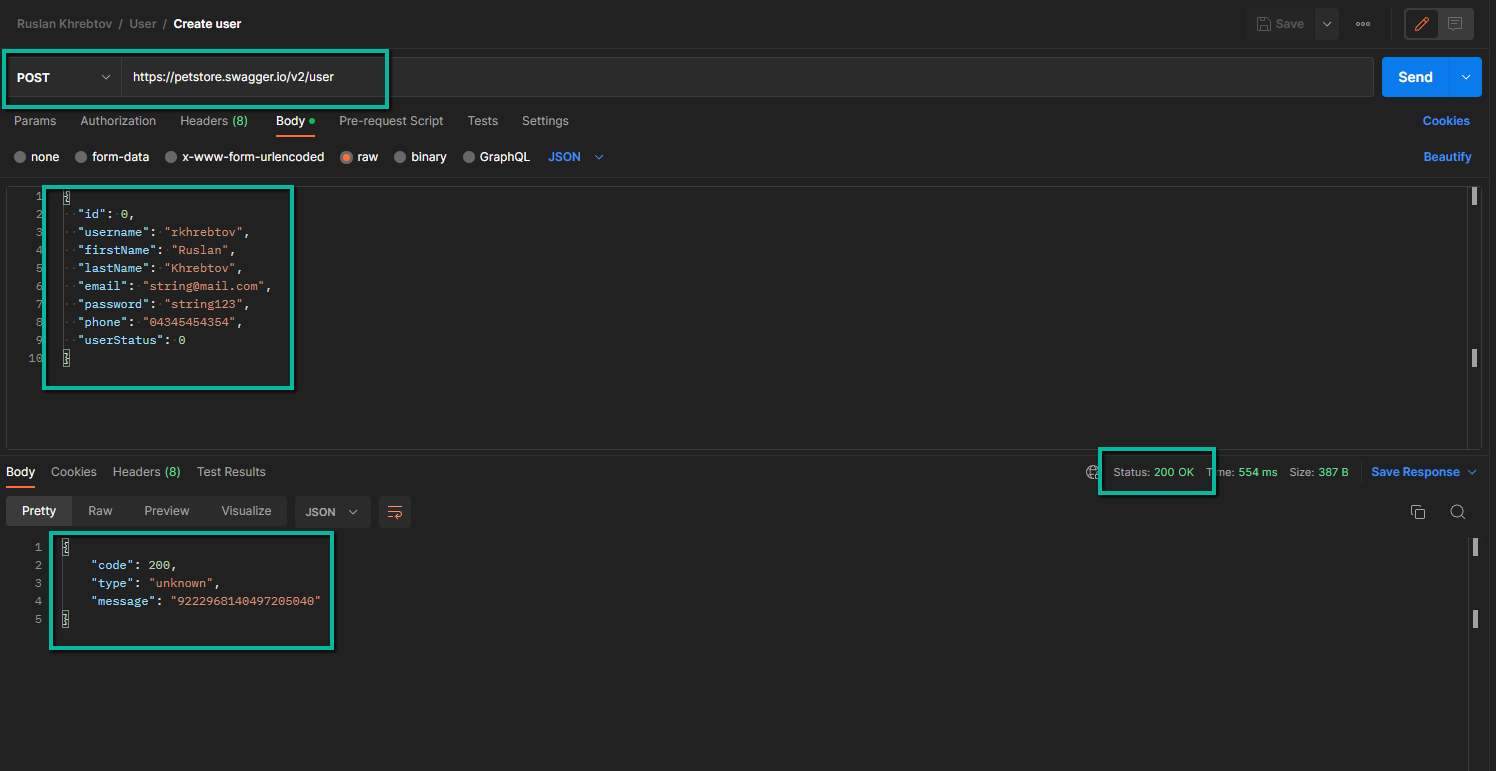 Ruslan Khrebtov / User / Create user Save
POST https://petstore.swagger.io/v2/user Send
Params Authorization Headers (8) Body Pre-request Script Tests Settings Cookies
none form-data x-www-form-urlencoded raw binary GraphQL JSON Beautify
1 {
2 "id": 0,
3 "username": "rkhrebtov",
4 "firstName": "Ruslan",
5 "lastName": "Khrebtov",
6 "email": "string@mail.com",
7 "password": "string123",
8 "phone": "04345454354",
9 "userStatus": 0
10 }
Body Cookies Headers (8) Test Results Status: 200 OK Time: 554 ms Size: 387 B Save Response
Pretty Raw Preview Visualize JSON
1 {
2 "code": 200,
3 "type": "unknown",
4 "message": "9222968140497205040"
5 }